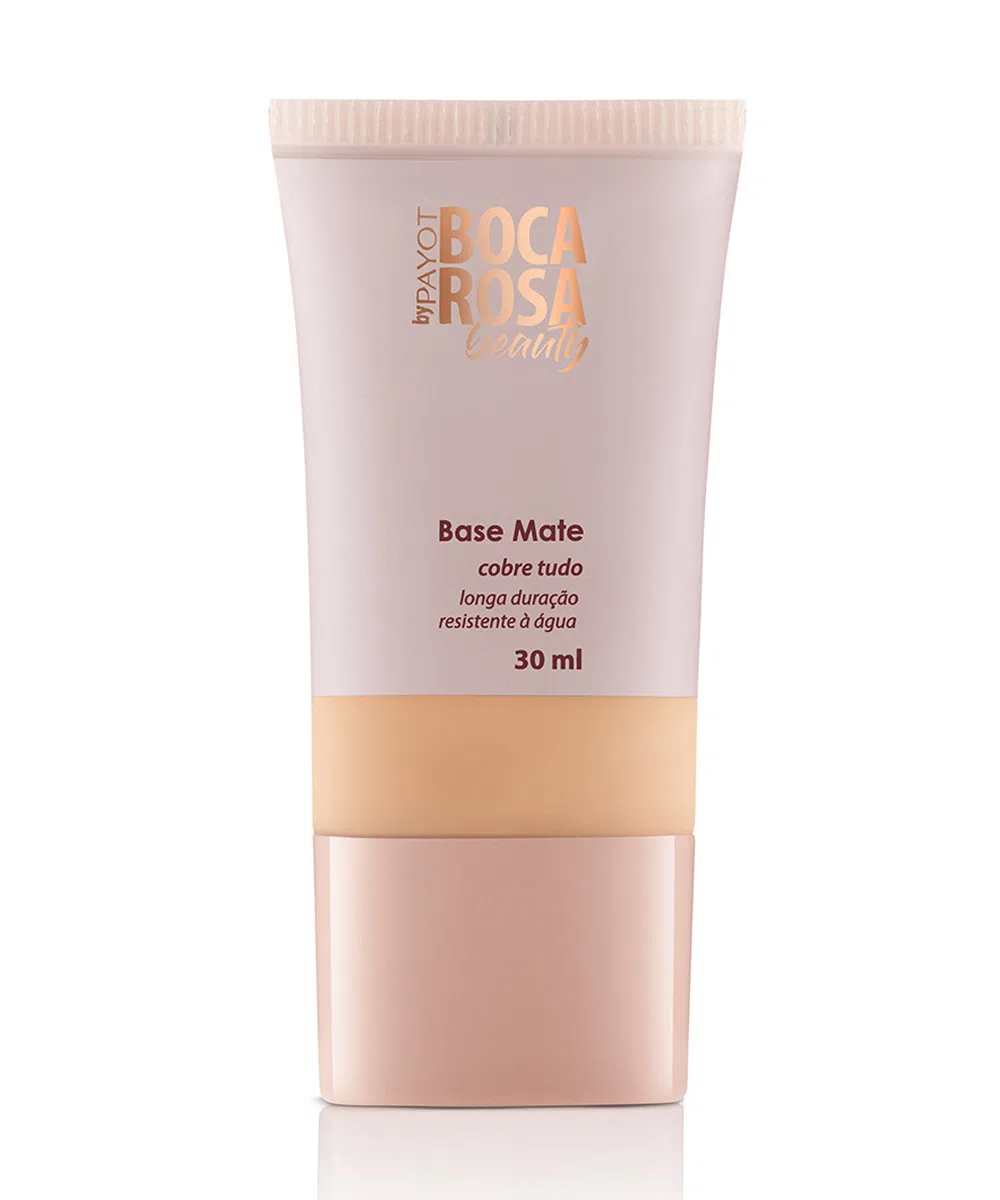 by PAYOT
BOCA
ROSA
beauty
Base Mate
cobre tudo
longa duração
resistente à água
30 ml